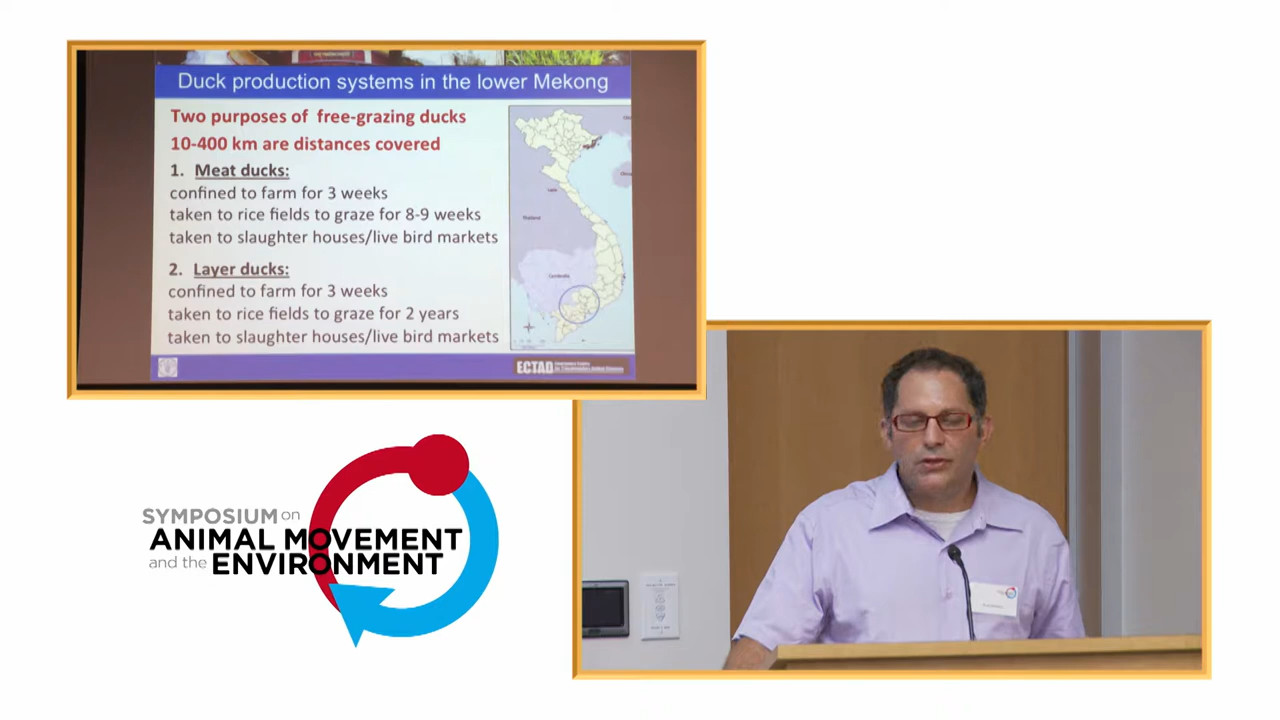 Duck production systems in the lower Mekong
Two purposes of free-grazing ducks
10-400 km are distances covered
1. Meat ducks:
confined to farm for 3 weeks
taken to rice fields to graze for 8-9 weeks
taken to slaughter houses/live bird markets
2. Layer ducks:
confined to farm for 3 weeks
taken to rice fields to graze for 2 years
taken to slaughter houses/live bird markets
Thailand
Cambodia
ECTAD
SYMPOSIUM on
ANIMAL MOVEMENT
and the ENVIRONMENT